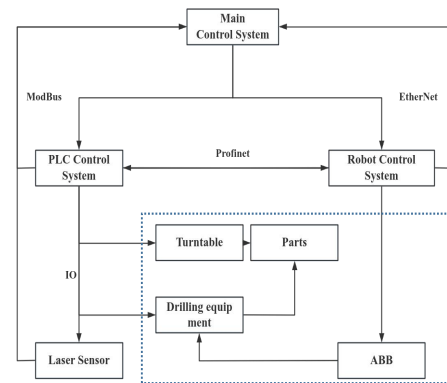 Main
Control System
ModBus
EtherNet
PLC Control
System
Profinet
Robot Control
System
Turntable
Parts
IO
Drilling equip
ment
Laser Sensor
ABB